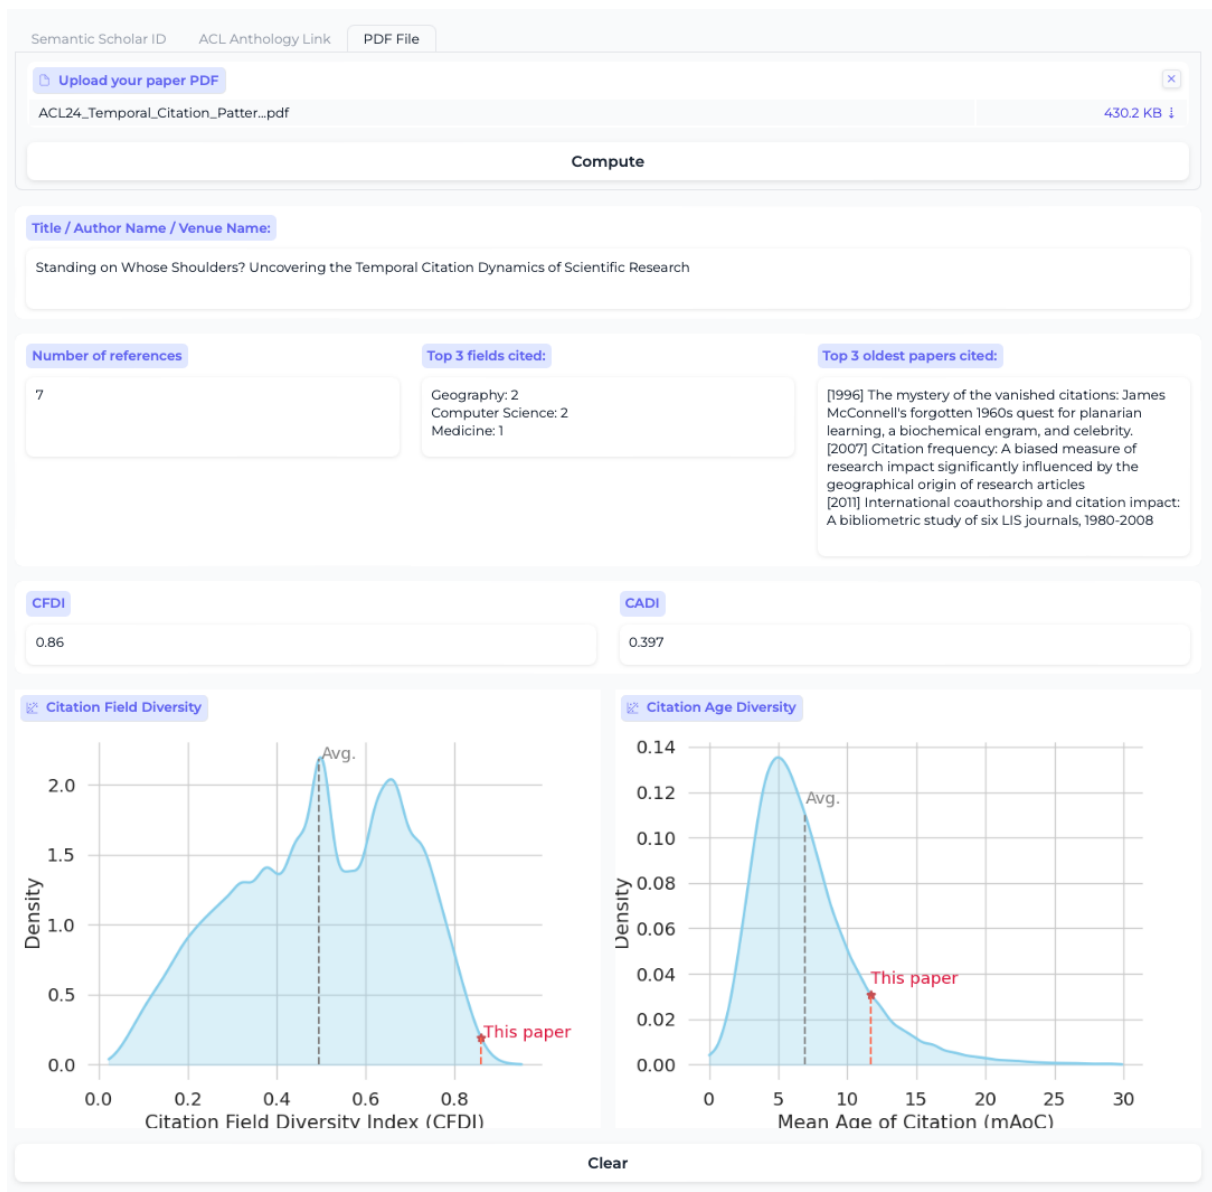 Semantic Scholar ID
ACL Anthology Link
PDF File
Upload your paper PDF
ACL24_Temporal_Citation_Patter...pdf
430.2 KB ⭳
Compute
Title / Author Name / Venue Name:
Standing on Whose Shoulders? Uncovering the Temporal Citation Dynamics of Scientific Research
Number of references
7
Top 3 fields cited:
Geography: 2
Computer Science: 2
Medicine: 1
Top 3 oldest papers cited:
[1996] The mystery of the vanished citations: James
McConnell's forgotten 1960s quest for planarian
learning, a biochemical engram, and celebrity.
[2007] Citation frequency: A biased measure of
research impact significantly influenced by the
geographical origin of research articles
[2011] International coauthorship and citation impact:
A bibliometric study of six LIS journals, 1980-2008
CFDI
0.86
CADI
0.397
Citation Field Diversity
Avg.
2.0
1.5
1.0
0.5
0.0
Density
This paper
0.0 0.2 0.4 0.6 0.8
Citation Field Diversity Index (CFDI)
Citation Age Diversity
0.14
0.12
0.10
0.08
0.06
0.04
0.02
0.00
Density
Avg.
This paper
0 5 10 15 20 25 30
Mean Age of Citation (mAoC)
Clear